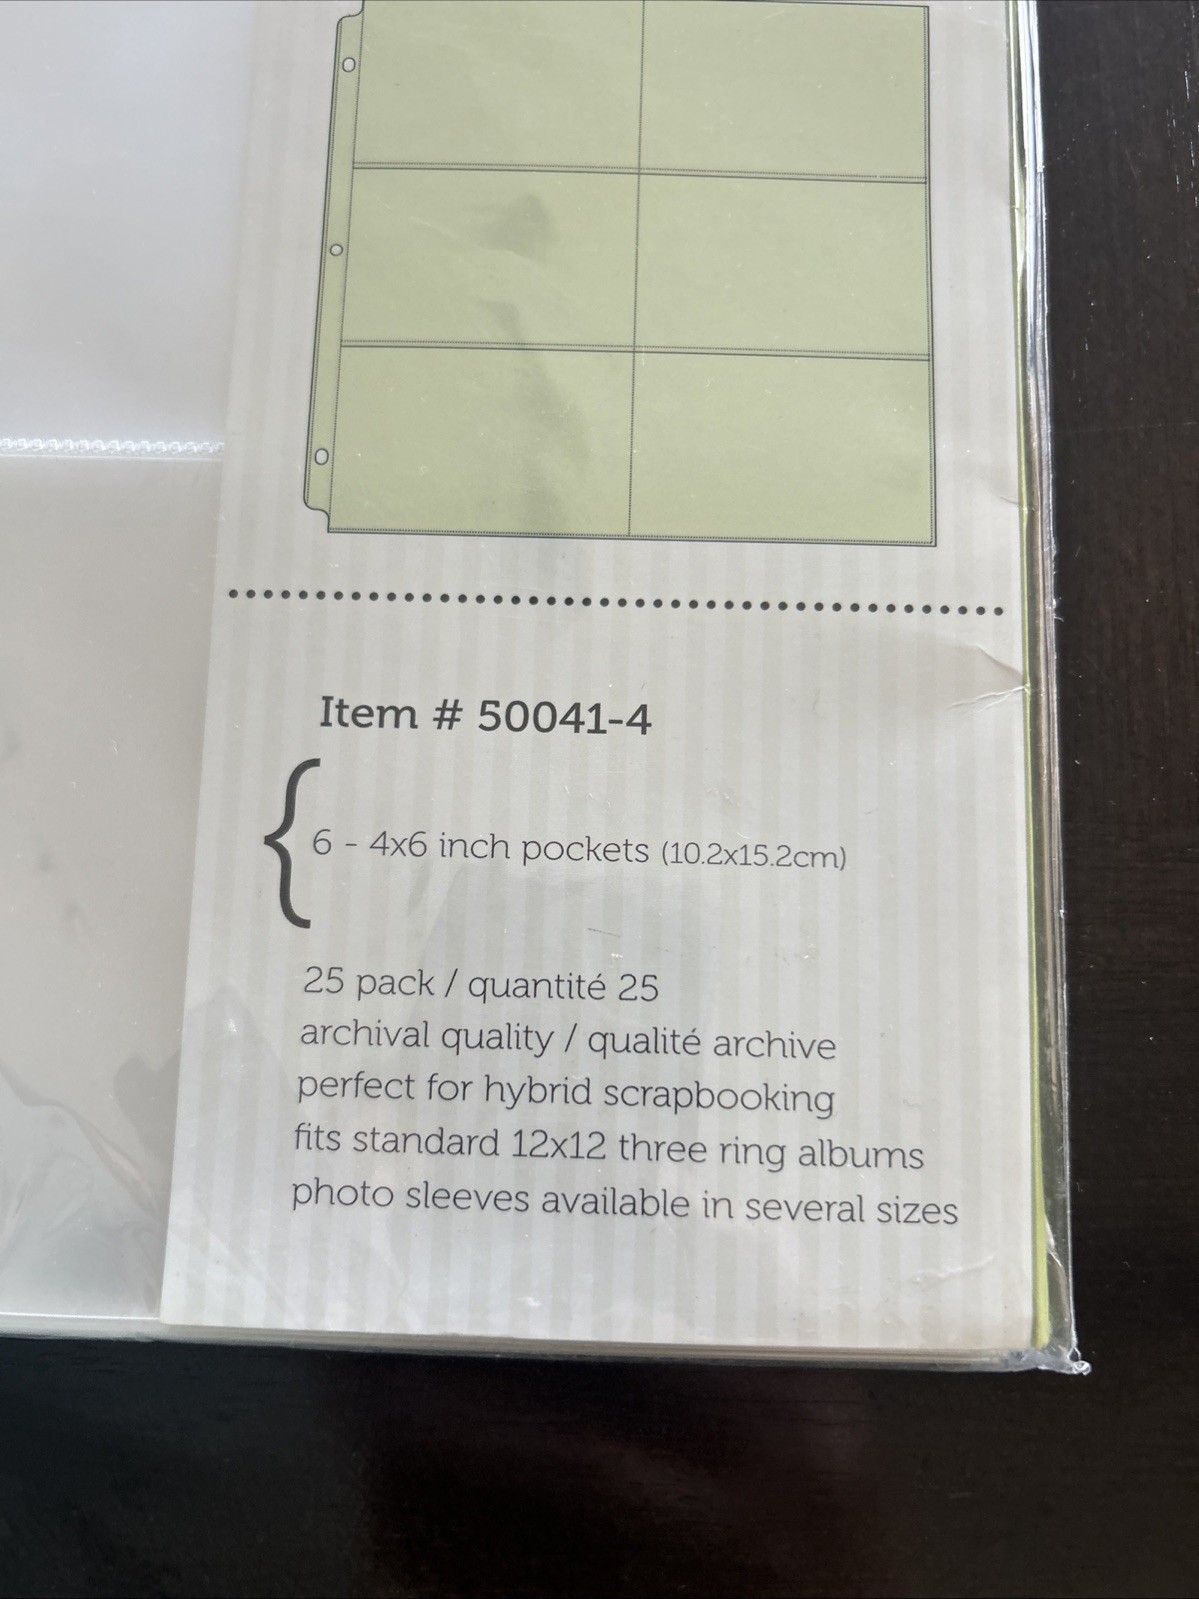 Item # 50041-4
6 - 4x6 inch pockets (10.2x15.2cm)
25 pack / quantité 25
archival quality / qualité archive
perfect for hybrid scrapbooking
fits standard 12x12 three ring albums
photo sleeves available in several sizes